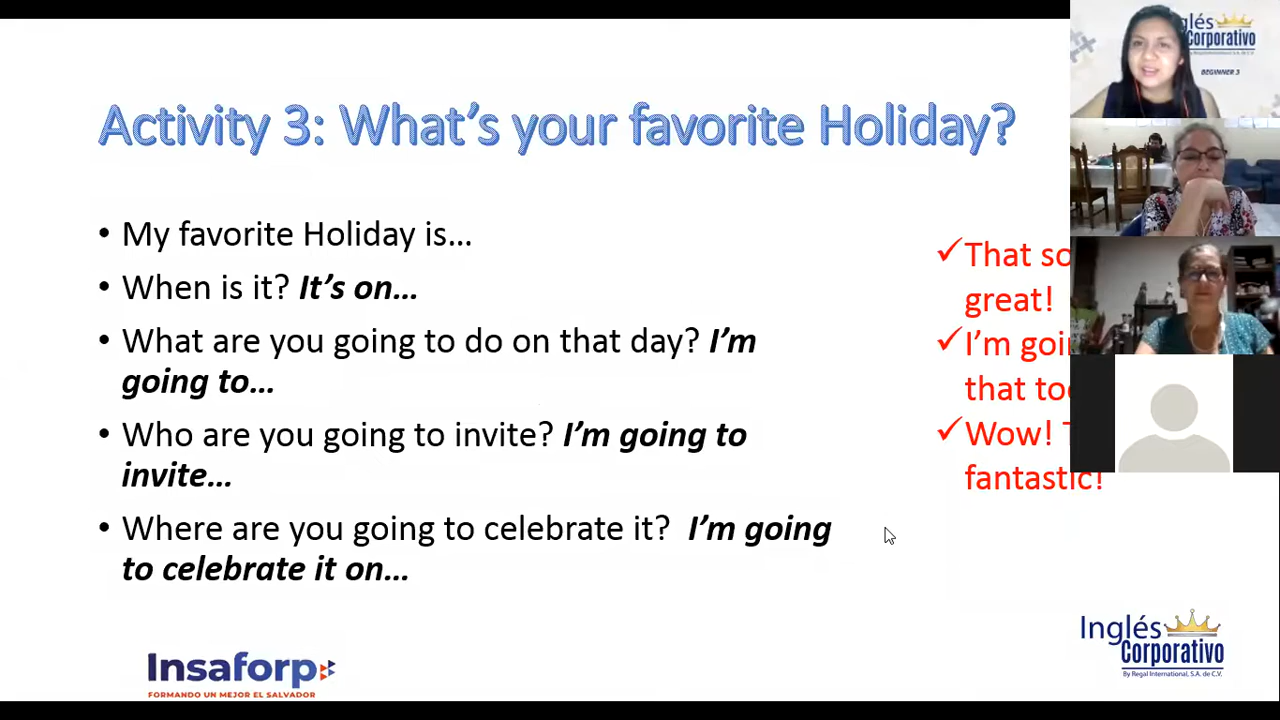 Activity 3: What's your favorite Holiday?
• My favorite Holiday is...
• When is it? It's on...
• What are you going to do on that day? I'm
going to...
• Who are you going to invite? I'm going to
invite...
• Where are you going to celebrate it? I'm going
to celebrate it on...
✓ That
great!
✓ I'm
that
✓ Wow!
fantastic!
Insaforp
FORMANDO UN MEJOR EL SALVADOR
Inglés
Corporativo
By Regal International, S.A. de C.V.
Corporativo
BEGINNER 3